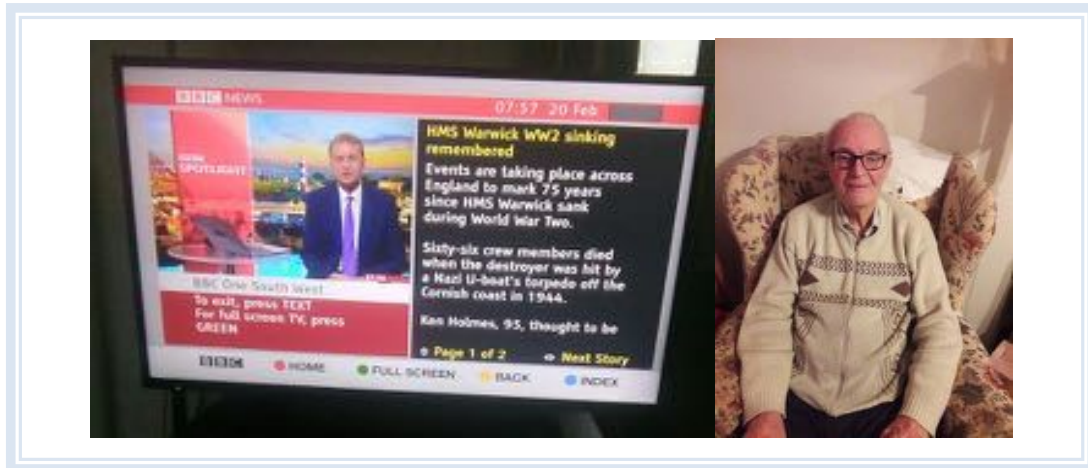 BBC NEWS
07:57 20 Feb
SPOTLIGHT
BBC One South West
To exit, press TEXT
For full screen TV, press
GREEN
HMS Warwick WW2 sinking
remembered
Events are taking place across
England to mark 75 years
since HMS Warwick sank
during World War Two.
Sixty-six crew members died
when the destroyer was hit by
a Nazi U-boat's torpedo off the
Cornish coast in 1944.
Ken Holmes, 95, thought to be
Page 1 of 2 Next Story
BBC HOME FULL SCREEN BACK INDEX